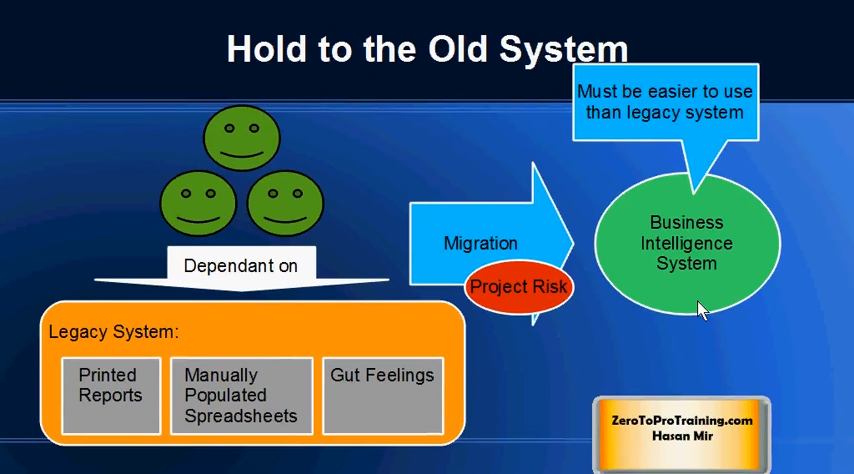 Hold to the Old System
Must be easier to use
than legacy system
Migration
Business
Intelligence
System
Dependant on
Project Risk
Legacy System:
Printed
Reports
Manually
Populated
Spreadsheets
Gut Feelings
ZeroToProTraining.com
Hasan Mir